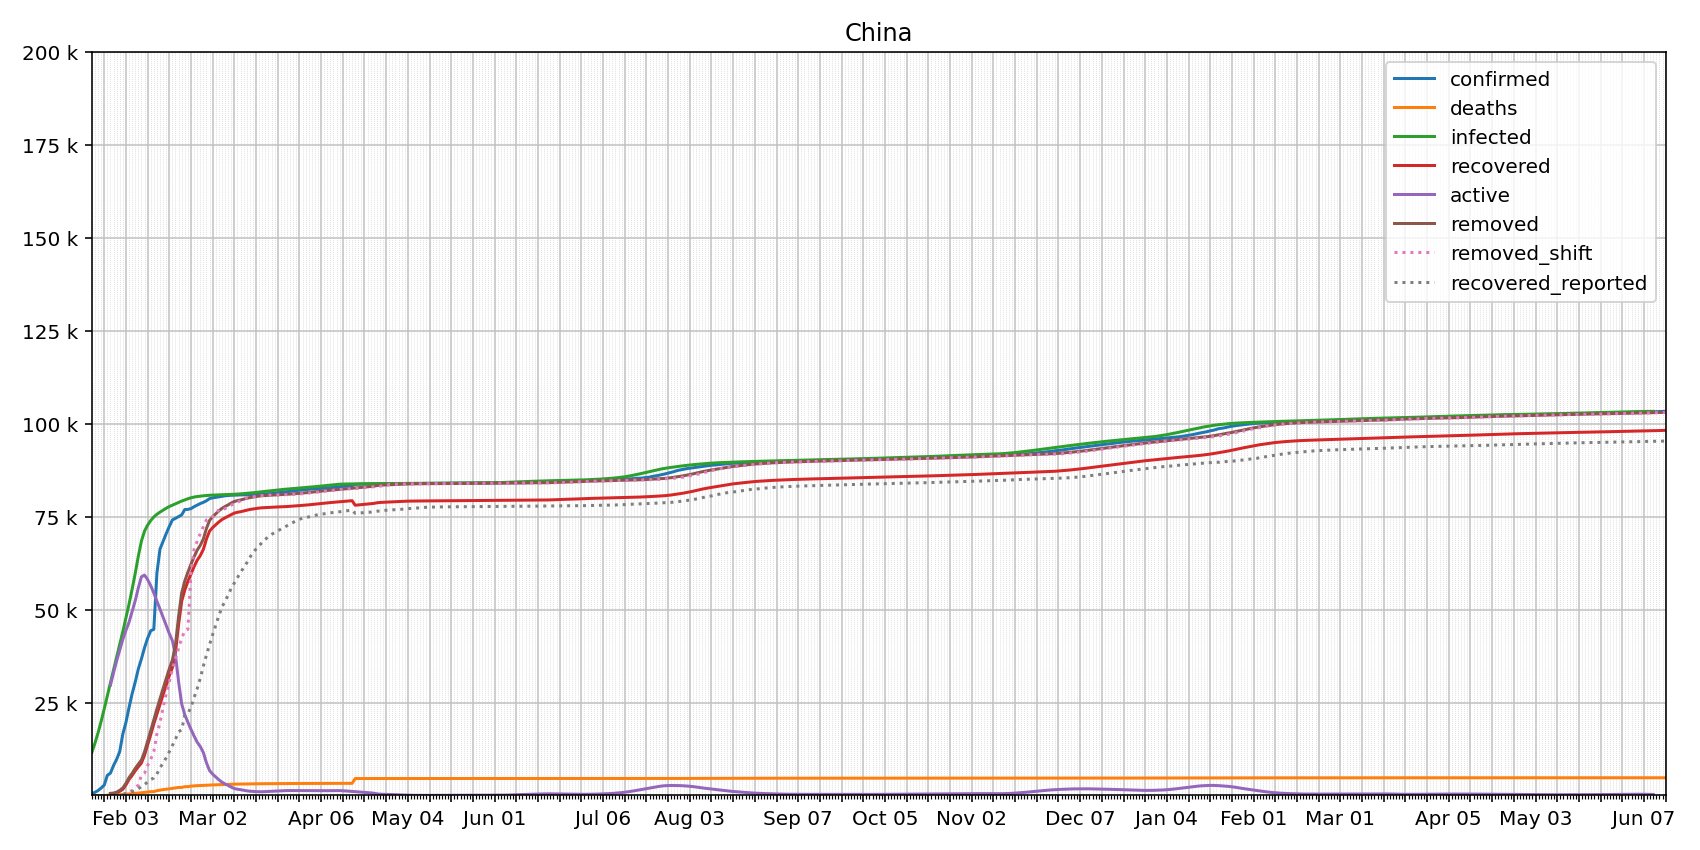 China
200 k
175 k
150 k
125 k
100 k
75 k
50 k
25 k
confirmed
deaths
infected
recovered
active
removed
removed_shift
recovered_reported
Feb 03 Mar 02 Apr 06 May 04 Jun 01 Jul 06 Aug 03 Sep 07 Oct 05 Nov 02 Dec 07 Jan 04 Feb 01 Mar 01 Apr 05 May 03 Jun 07